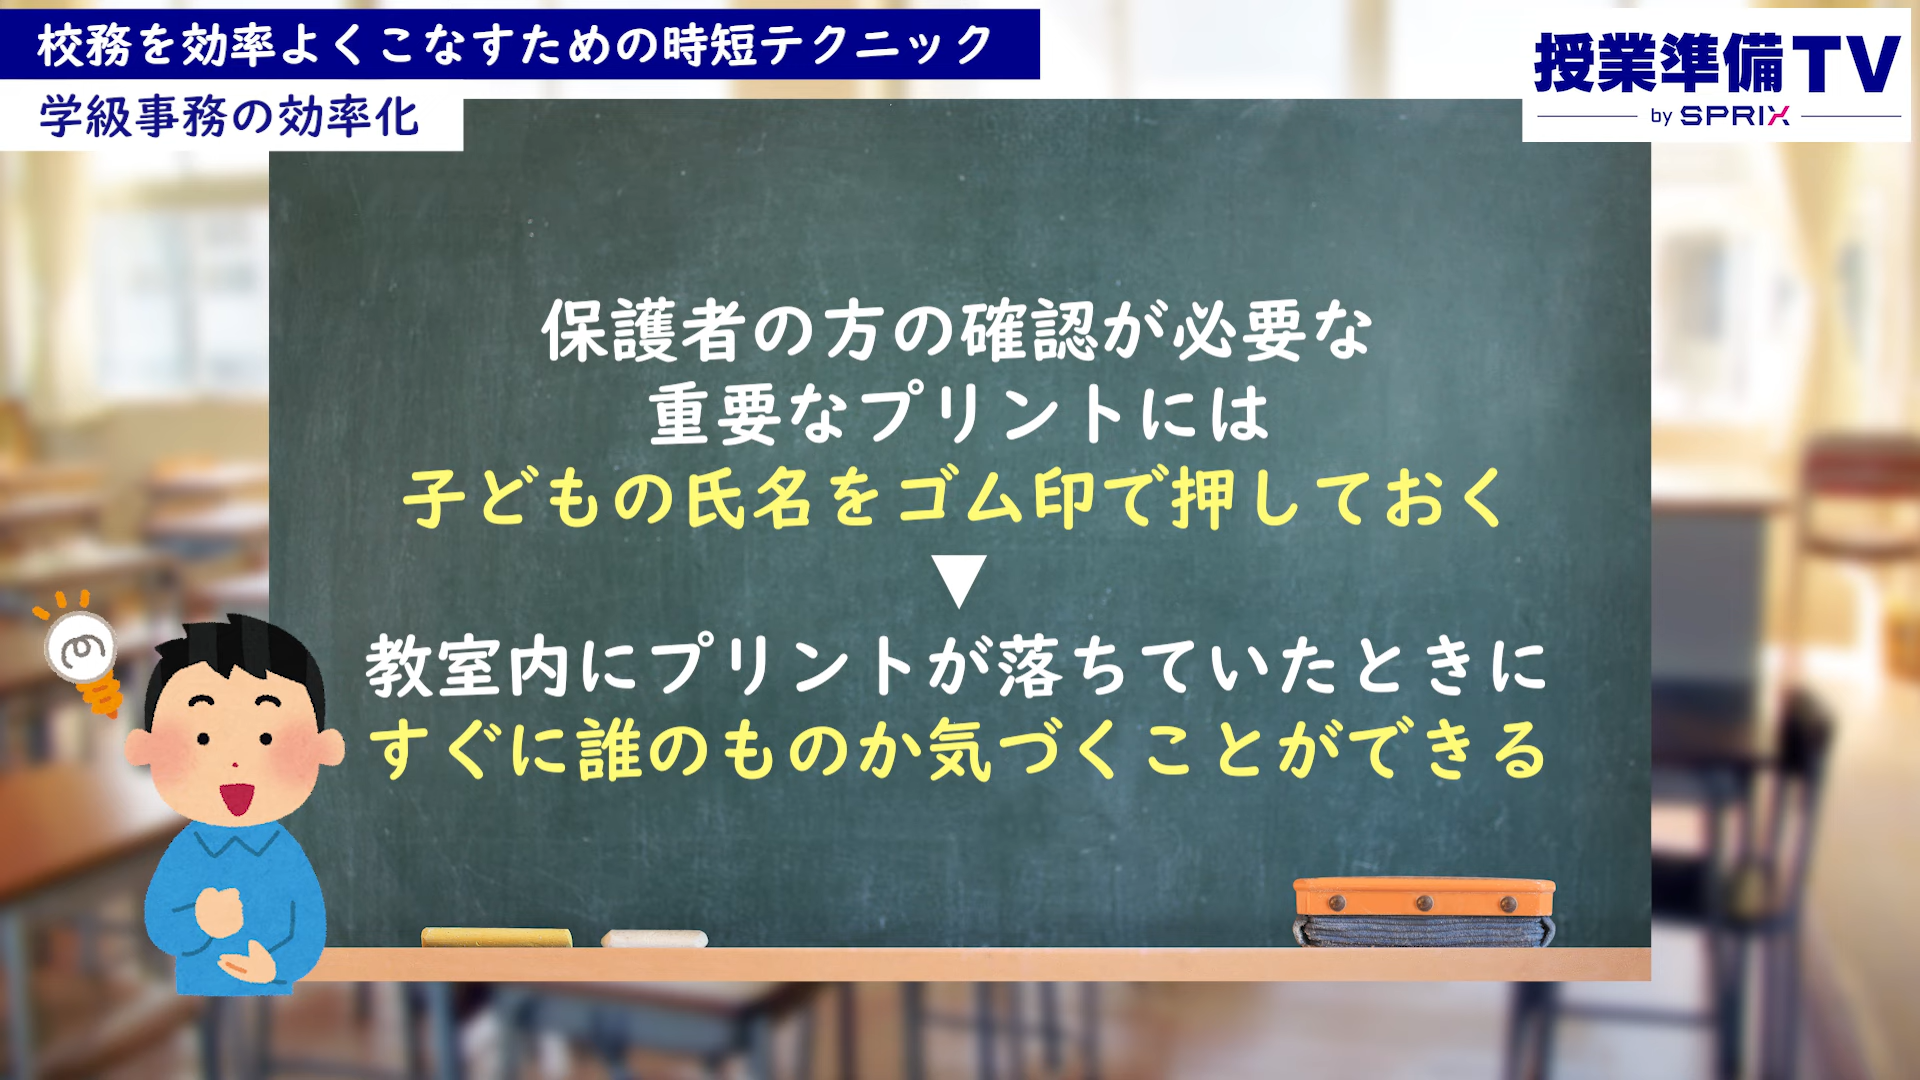 校務を効率よくこなすための時短テクニック
学級事務の効率化
授業準備TV
by SPRIX
保護者の方の確認が必要な
重要なプリントには
子どもの氏名をゴム印で押しておく
▼
教室内にプリントが落ちていたときに
すぐに誰のものか気づくことができる